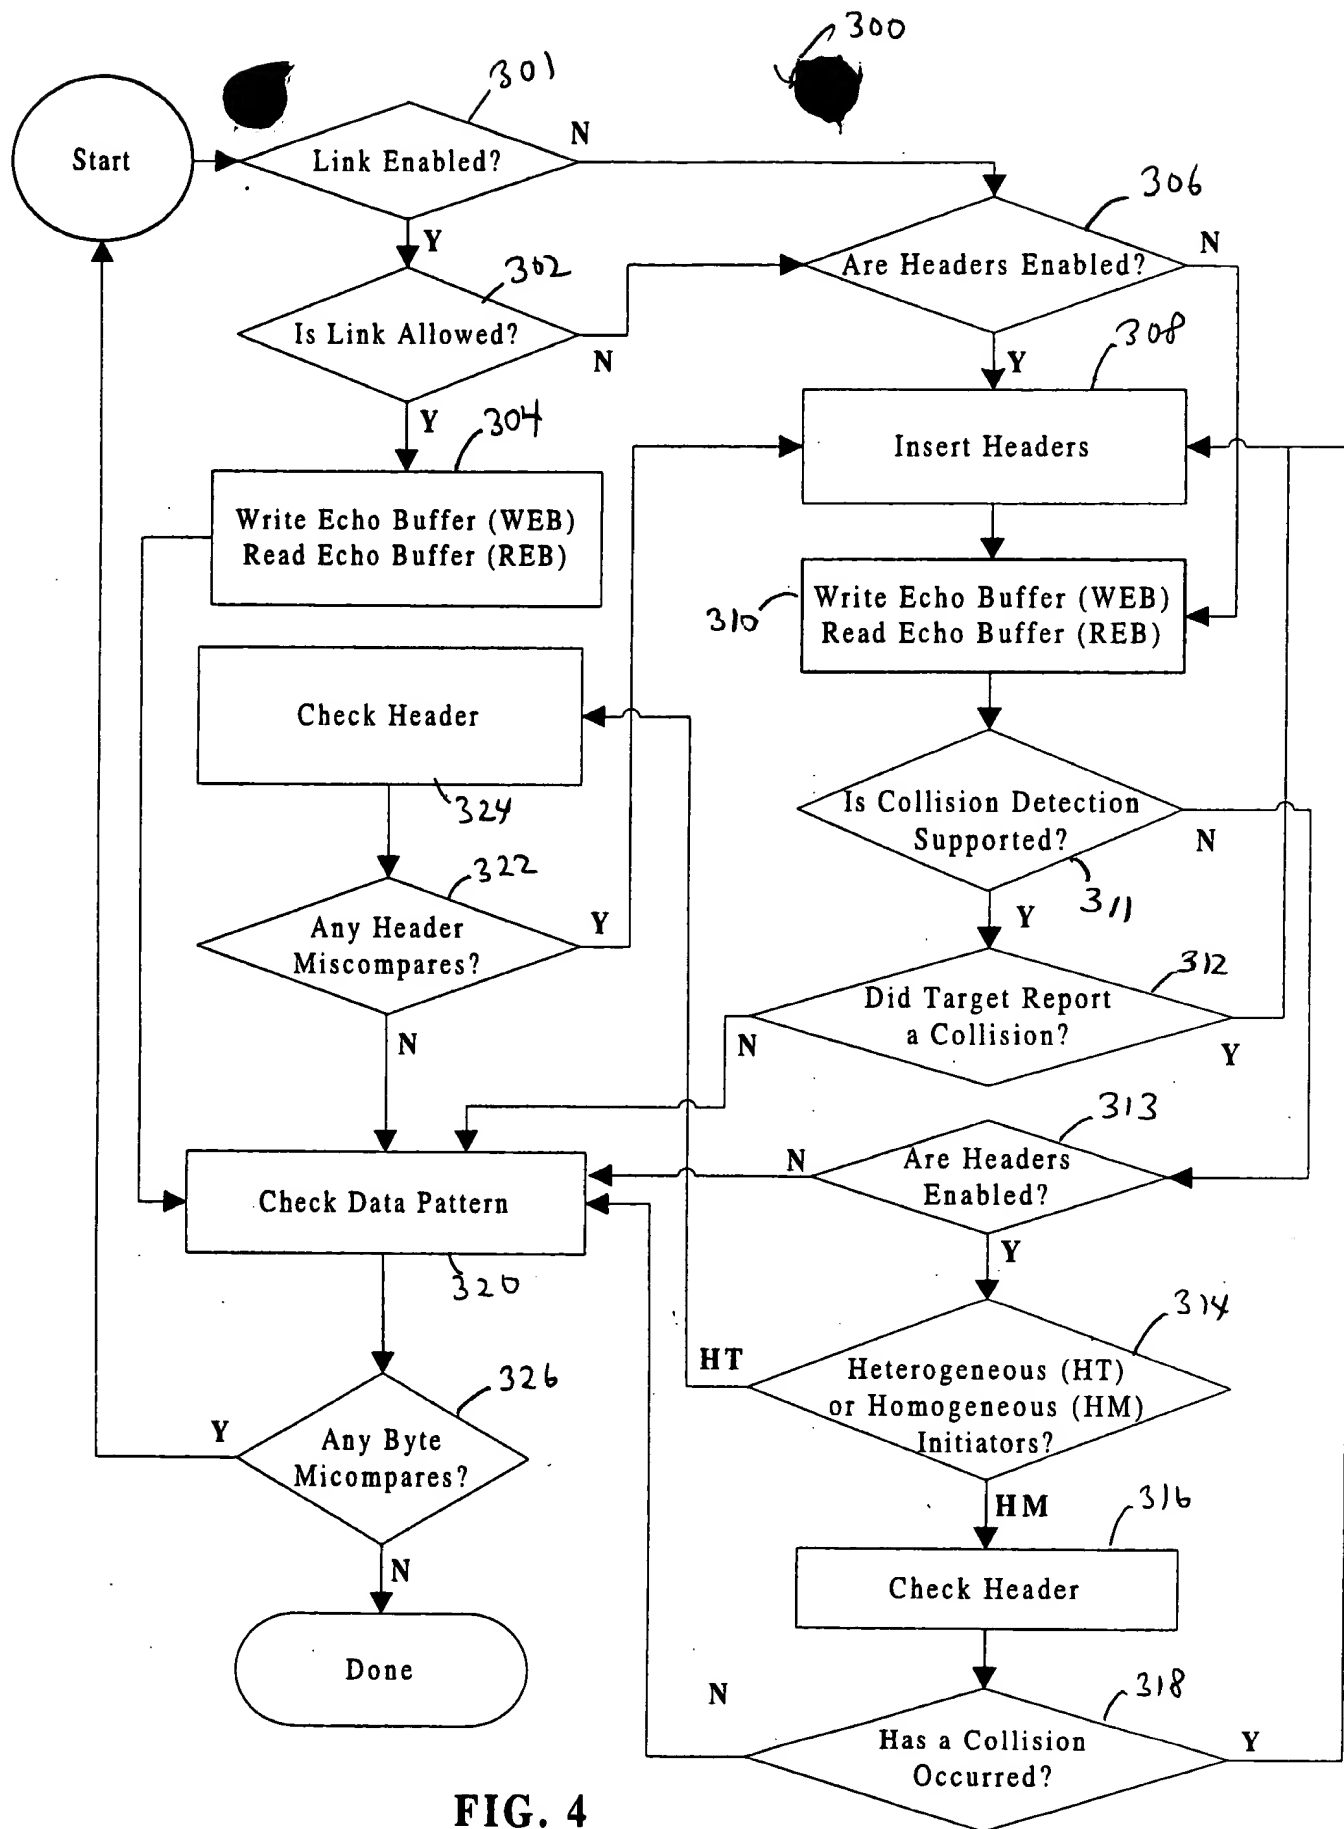 300
301
Start
Link Enabled?
N
306
Y
302
Are Headers Enabled?
N
Is Link Allowed?
N
308
Y
Y
304
Insert Headers
Write Echo Buffer (WEB)
Read Echo Buffer (REB)
310
Write Echo Buffer (WEB)
Read Echo Buffer (REB)
Check Header
324
Is Collision Detection
Supported?
N
311
322
Any Header
Miscompares?
Y
Y
312
Did Target Report
a Collision?
N
N
Y
313
Are Headers
Enabled?
N
Check Data Pattern
320
Y
314
HT
Heterogeneous (HT)
or Homogeneous (HM)
Initiators?
326
Y
Any Byte
Micompares?
HM
316
N
Check Header
Done
N
318
Has a Collision
Occurred?
Y
FIG. 4